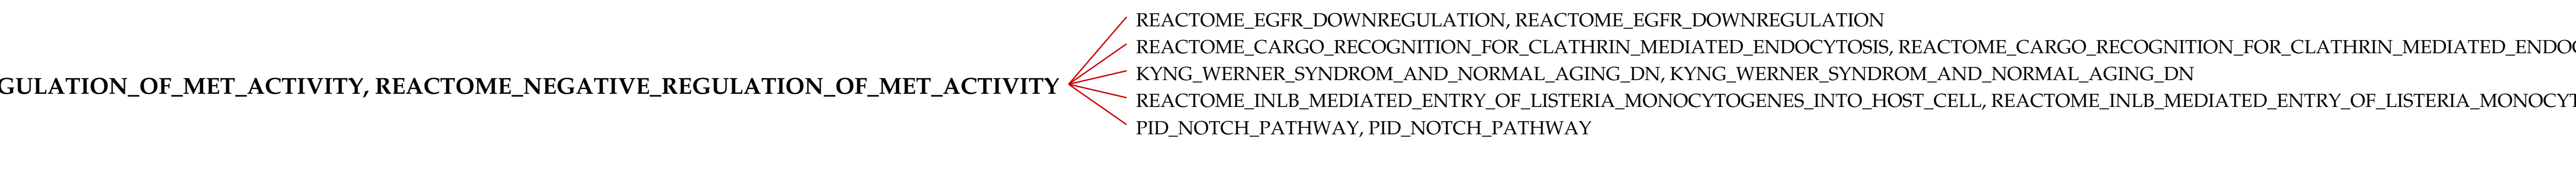 REACTOME_EGFR_DOWNREGULATION, REACTOME_EGFR_DOWNREGULATION
REACTOME_CARGO_RECOGNITION_FOR_CLATHRIN_MEDIATED_ENDOCYTOSIS, REACTOME_CARGO_RECOGNITION_FOR_CLATHRIN_MEDIATED_ENDOC
KYNG_WERNER_SYNDROM_AND_NORMAL_AGING_DN, KYNG_WERNER_SYNDROM_AND_NORMAL_AGING_DN
GULATION_OF_MET_ACTIVITY, REACTOME_NEGATIVE_REGULATION_OF_MET_ACTIVITY
REACTOME_INLB_MEDIATED_ENTRY_OF_LISTERIA_MONOCYTOGENES_INTO_HOST_CELL, REACTOME_INLB_MEDIATED_ENTRY_OF_LISTERIA_MONOCYT
PID_NOTCH_PATHWAY, PID_NOTCH_PATHWAY